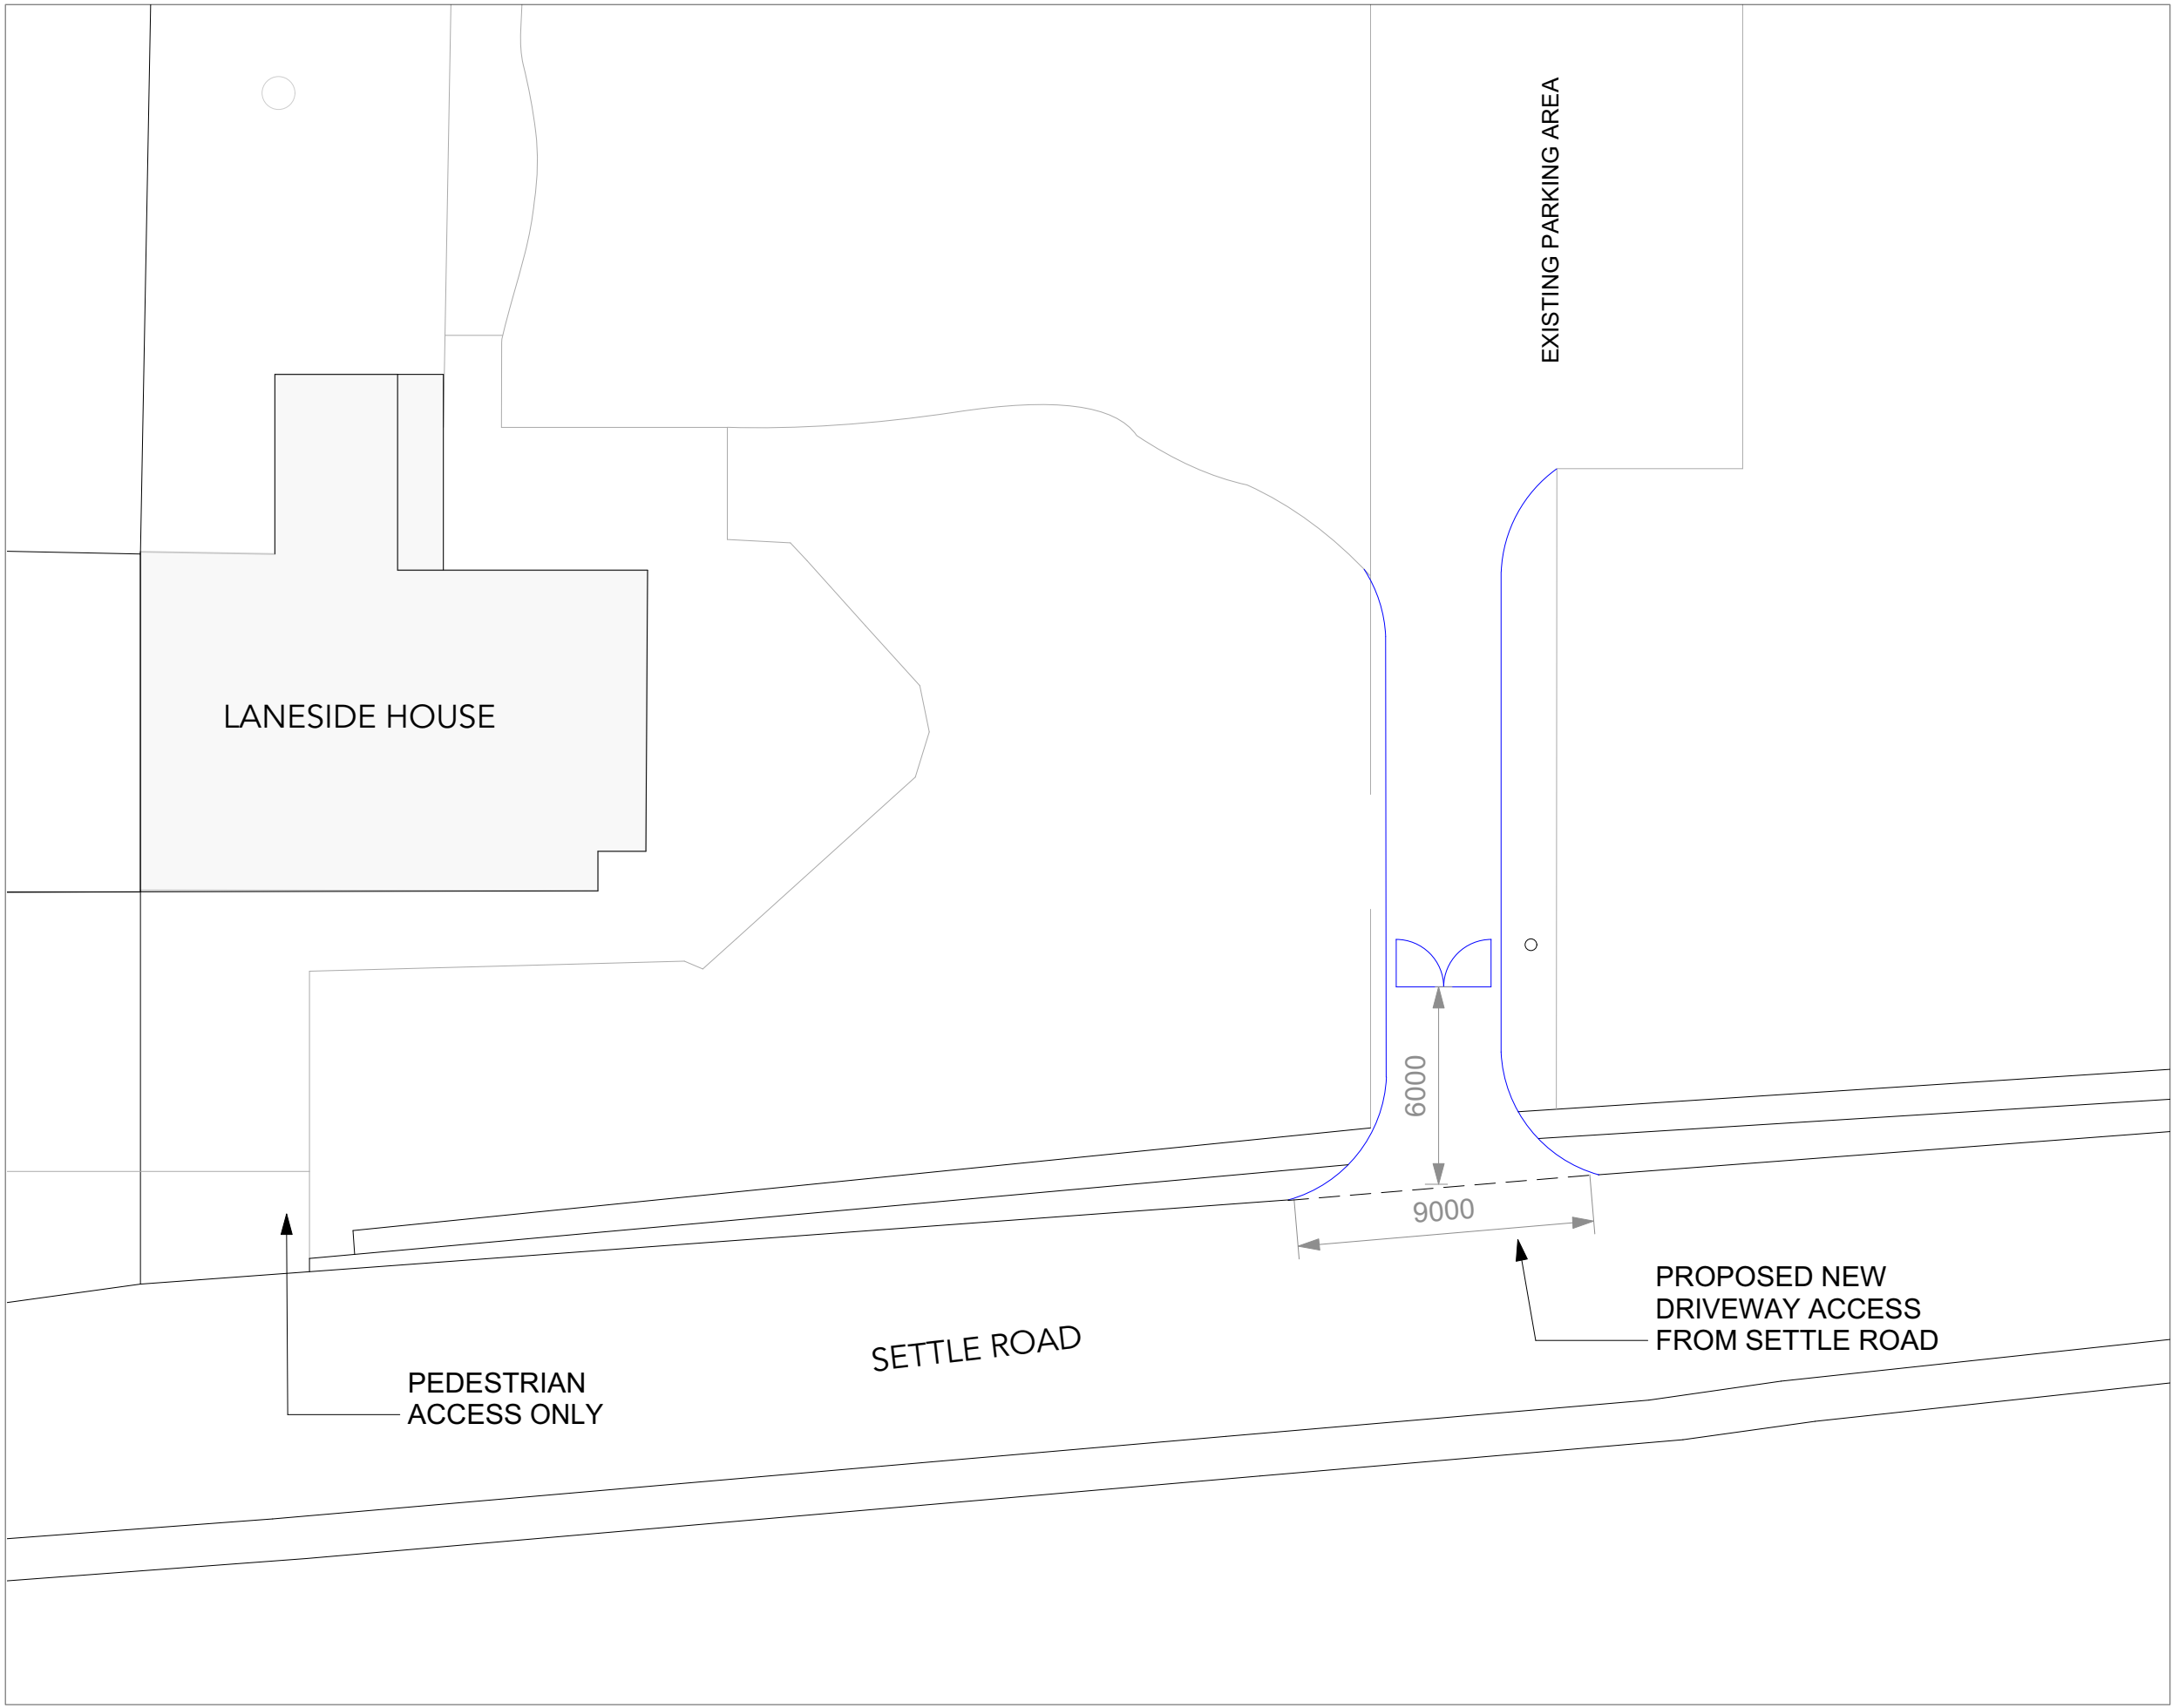 EXISTING PARKING AREA
LANESIDE HOUSE
6000
9000
PROPOSED NEW
DRIVEWAY ACCESS
FROM SETTLE ROAD
SETTLE ROAD
PEDESTRIAN
ACCESS ONLY